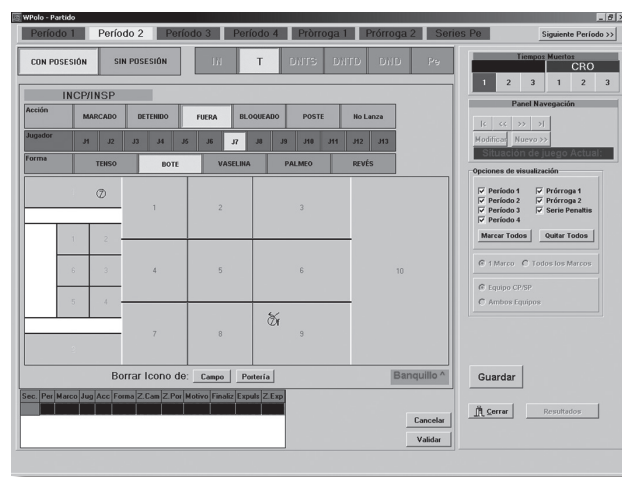 WPolo - Partido
Período 1 Período 2 Período 3 Período 4 Prórroga 1 Prórroga 2 Series Pe
Siguiente Período >>
CON POSESIÓN SIN POSESIÓN IN T DNTS DNTD DND Pe
Tiempos Muertos
CRO
1 2 3 1 2 3
INCP/INSP
Acción MARCADO DETENIDO FUERA BLOQUEADO POSTE No Lanza
Jugador J1 J2 J3 J4 J5 J6 J7 J8 J9 J10 J11 J12 J13
Forma TENSO BOTE VASELINA PALMEO REVÉS
Panel Navegación
|< << >> >|
Modificar Nuevo >>
Situación de juego Actual:
Opciones de visualización
Período 1 Prórroga 1
Período 2 Prórroga 2
Período 3 Serie Penaltis
Período 4
Marcar Todos Quitar Todos
1 Marco Todos los Marcos
Equipo CP/SP
Ambos Equipos
7
1 2 3
1 2
6 3 4 5 6 10
5 4
7 8 7 9
Borrar Icono de: Campo Portería Banquillo ^
Sec. Per Marco Jug Acc Forma Z.Cam Z.Por Motivo Finaliz Expuls Z.Exp
Cancelar
Validar
Guardar
Cerrar Resultados